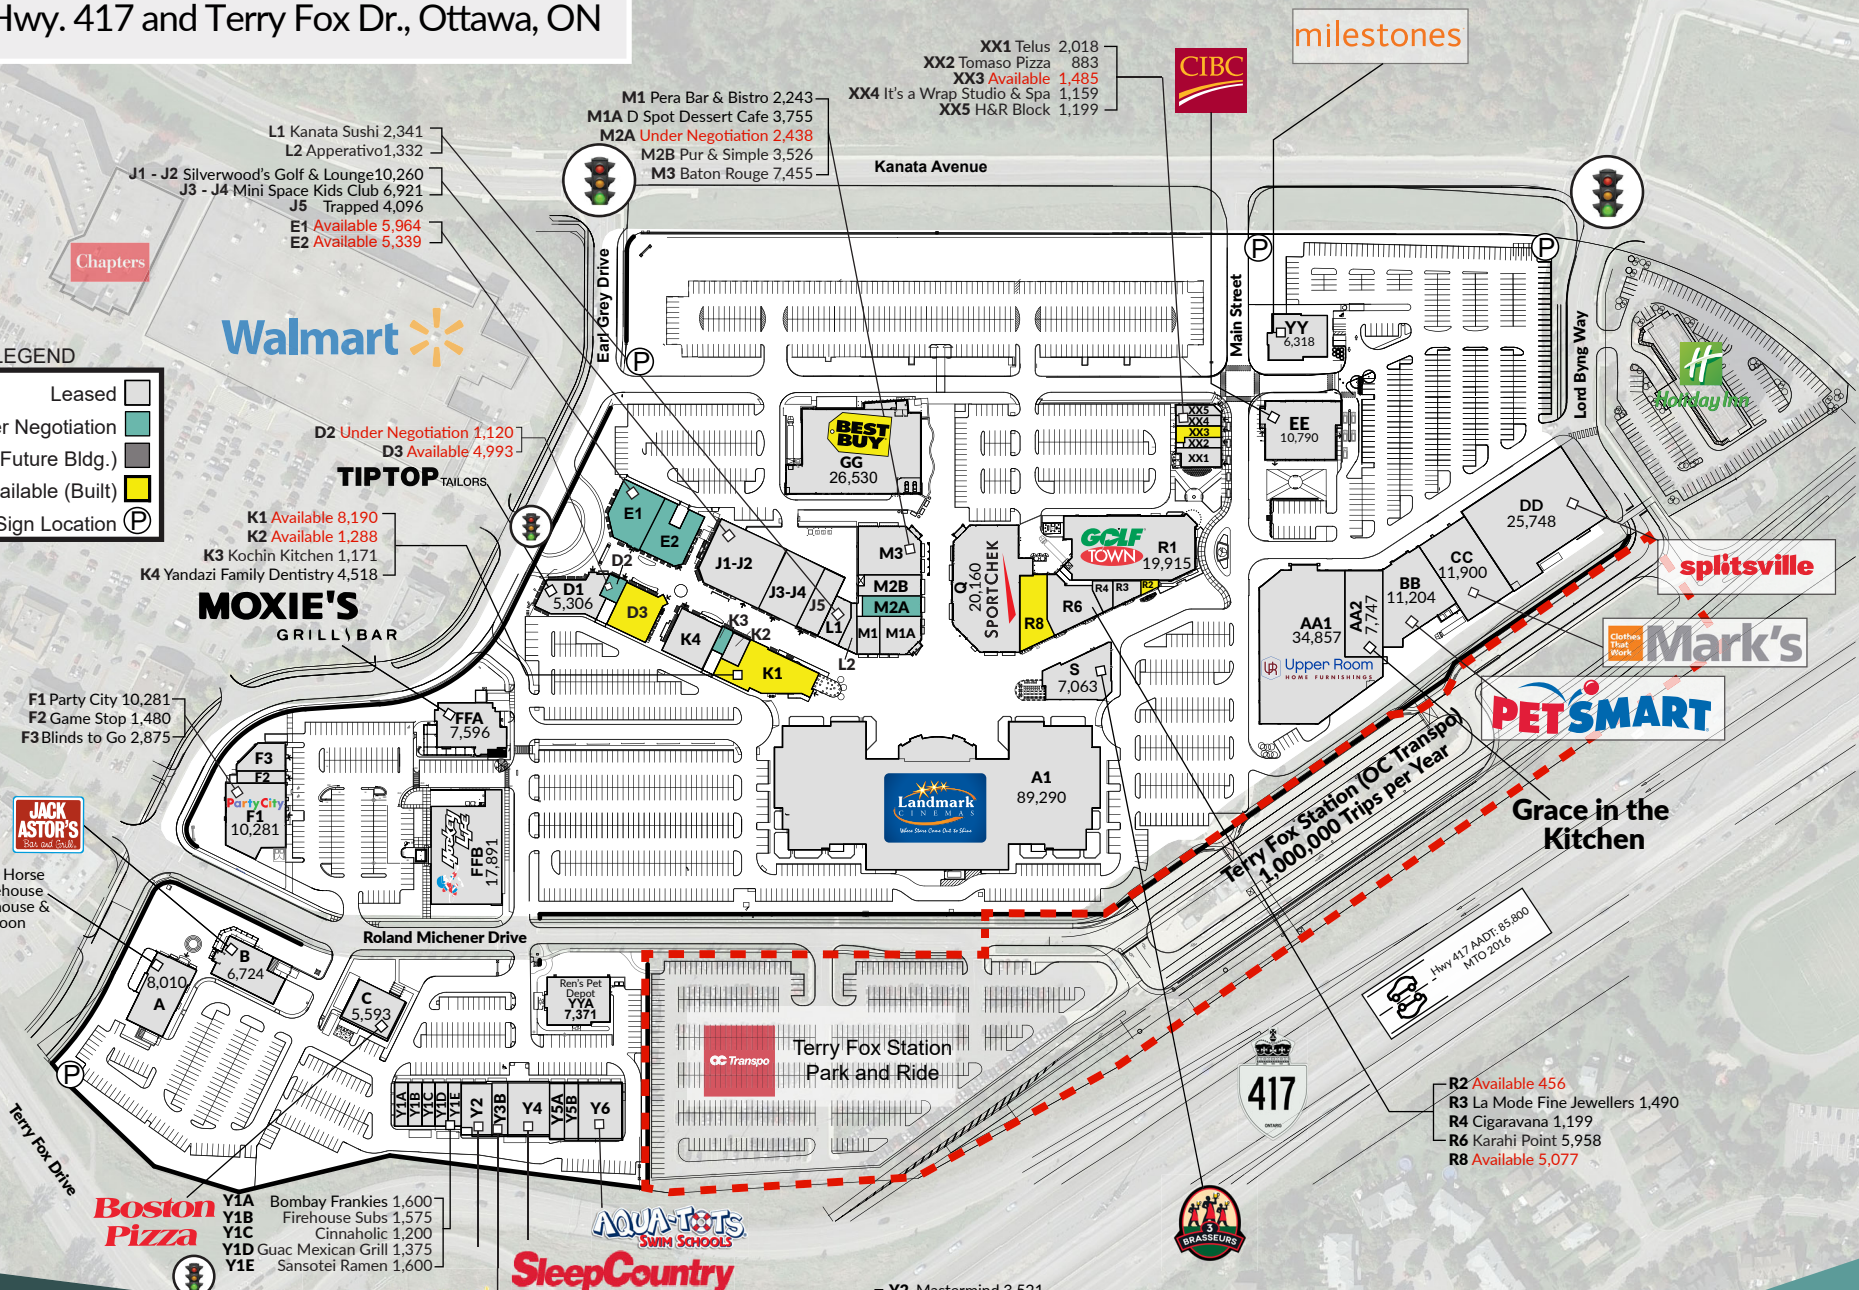 Hwy. 417 and Terry Fox Dr., Ottawa, ON
milestones
CIBC
XX1 Telus 2,018
XX2 Tomaso Pizza 883
XX3 Available 1,485
XX4 It's a Wrap Studio & Spa 1,159
XX5 H&R Block 1,199
M1 Pera Bar & Bistro 2,243
M1A D Spot Dessert Cafe 3,755
M2A Under Negotiation 2,438
M2B Pur & Simple 3,526
M3 Baton Rouge 7,455
L1 Kanata Sushi 2,341
L2 Apperativo1,332
J1 - J2 Silverwood's Golf & Lounge10,260
J3 - J4 Mini Space Kids Club 6,921
J5 Trapped 4,096
E1 Available 5,964
E2 Available 5,339
Kanata Avenue
Chapters
Walmart
Earl Grey Drive
Main Street
Lord Byng Way
P
P
P
YY
6,318
Holiday Inn
LEGEND
Leased
Negotiation
(Future Bldg.)
(Built)
Sign Location P
D2 Under Negotiation 1,120
D3 Available 4,993
TIPTOP TAILORS
K1 Available 8,190
K2 Available 1,288
K3 Kochin Kitchen 1,171
K4 Yandazi Family Dentistry 4,518
MOXIE'S
GRILL\BAR
BEST BUY
GG
26,530
XX5
XX4
XX3
XX2
XX1
EE
10,790
E1
E2
D2
D1
5,306
D3
J1-J2
J3-J4
J5
L1
L2
K4
K3
K2
K1
M3
M2B
M2A
M1 M1A
Q
20,160
SPORTCHEK
GOLF TOWN
R1
19,915
R4 R3 R2
R6
R8
S
7,063
DD
25,748
CC
11,900
BB
11,204
AA2
7,747
AA1
34,857
Upper Room
HOME FURNISHINGS
splitsville
Clothes That Work
Mark's
PETSMART
Grace in the
Kitchen
Terry Fox Station (OC Transpo)
1,000,000 Trips per Year
F1 Party City 10,281
F2 Game Stop 1,480
F3 Blinds to Go 2,875
FFA
7,596
F3
F2
PartyCity
F1
10,281
Hockey Life
FFB
17,891
A1
89,290
Landmark
CINEMAS
Where Stars Come Out to Shine
JACK
ASTOR'S
Bar and Grill
Horse
Roland Michener Drive
B
6,724
8,010
A
C
5,593
Ren's Pet
Depot
YYA
7,371
OC Transpo
Terry Fox Station
Park and Ride
Hwy 417 AADT: 85,800
MTO 2016
417
ONTARIO
P
Y1A
Y1B
Y1C
Y1D
Y1E
Y2
Y3B
Y4
Y5A
Y5B
Y6
Terry Fox Drive
R2 Available 456
R3 La Mode Fine Jewellers 1,490
R4 Cigaravana 1,199
R6 Karahi Point 5,958
R8 Available 5,077
Boston
Pizza
Y1A Bombay Frankies 1,600
Y1B Firehouse Subs 1,575
Y1C Cinnaholic 1,200
Y1D Guac Mexican Grill 1,375
Y1E Sansotei Ramen 1,600
AQUA-TOTS
SWIM SCHOOLS
SleepCountry
3
BRASSEURS
Y2 Mastermind 3,521